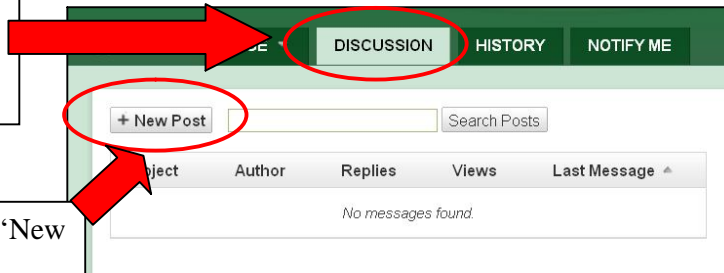 DISCUSSION HISTORY NOTIFY ME
+ New Post Search Posts
Author Replies Views Last Message
No messages found.
‘New